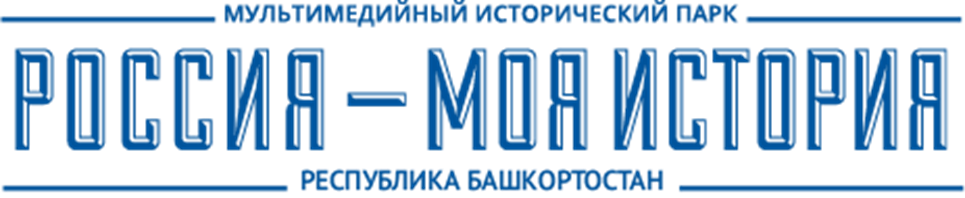 МУЛЬТИМЕДИЙНЫЙ ИСТОРИЧЕСКИЙ ПАРК
РОССИЯ — МОЯ ИСТОРИЯ
РЕСПУБЛИКА БАШКОРТОСТАН